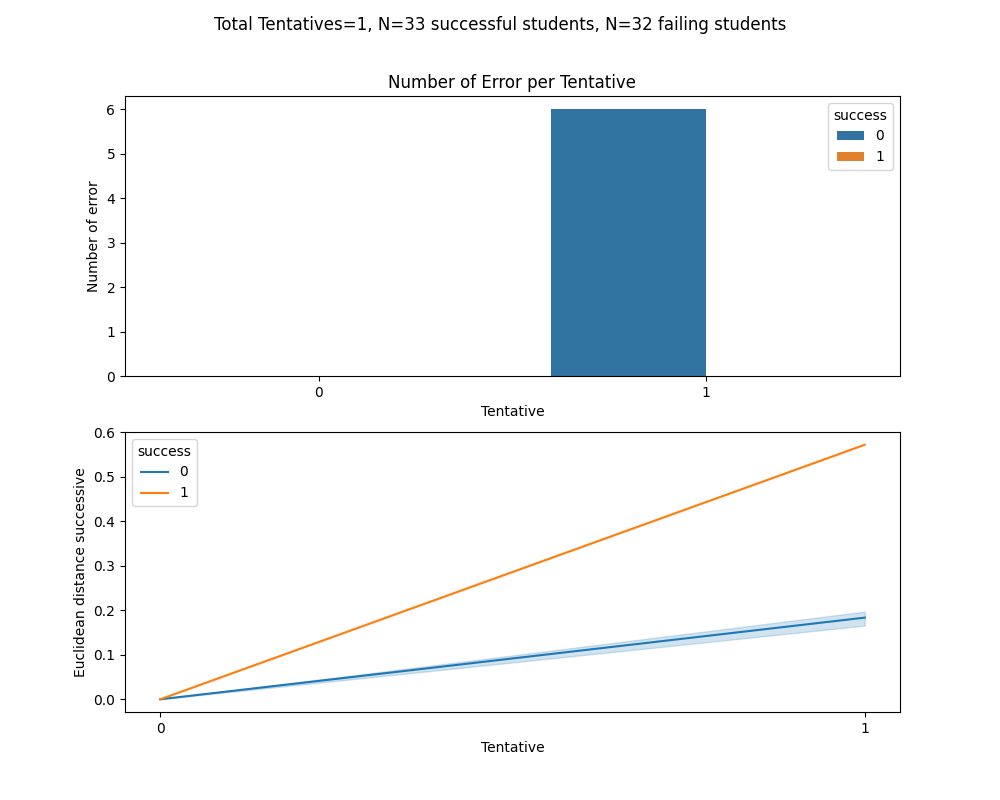 Total Tentatives=1, N=33 successful students, N=32 failing students
Number of Error per Tentative
6
5
4
3
2
1
0
Number of error
success
0
1
0
1
Tentative
0.6
0.5
0.4
0.3
0.2
0.1
0.0
Euclidean distance successive
success
0
1
0
1
Tentative